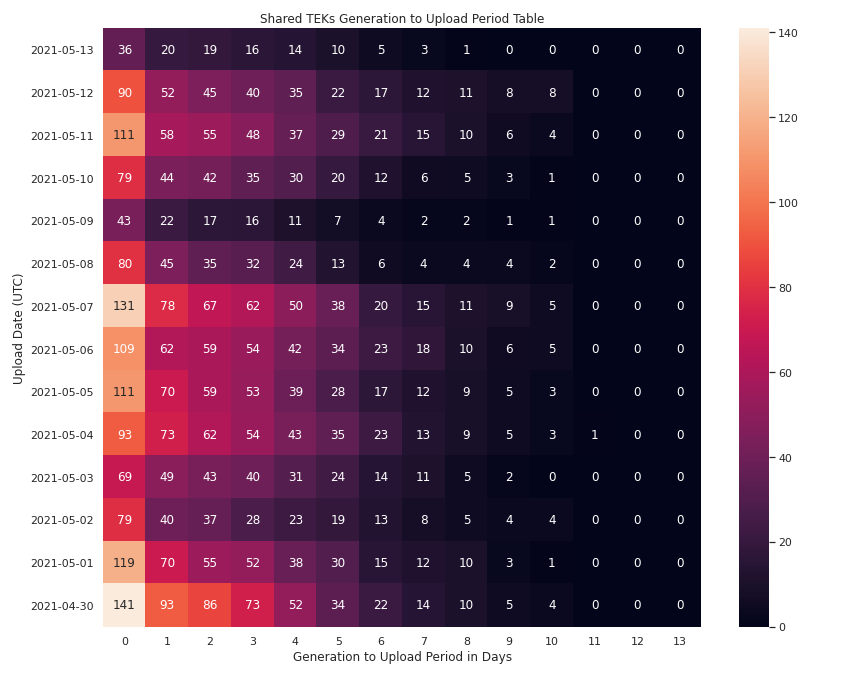 Shared TEKs Generation to Upload Period Table
2021-05-13 36 20 19 16 14 10 5 3 1 0 0 0 0 0
2021-05-12 90 52 45 40 35 22 17 12 11 8 8 0 0 0
2021-05-11 111 58 55 48 37 29 21 15 10 6 4 0 0 0
2021-05-10 79 44 42 35 30 20 12 6 5 3 1 0 0 0
2021-05-09 43 22 17 16 11 7 4 2 2 1 1 0 0 0
2021-05-08 80 45 35 32 24 13 6 4 4 4 2 0 0 0
2021-05-07 131 78 67 62 50 38 20 15 11 9 5 0 0 0
2021-05-06 109 62 59 54 42 34 23 18 10 6 5 0 0 0
2021-05-05 111 70 59 53 39 28 17 12 9 5 3 0 0 0
2021-05-04 93 73 62 54 43 35 23 13 9 5 3 1 0 0
2021-05-03 69 49 43 40 31 24 14 11 5 2 0 0 0 0
2021-05-02 79 40 37 28 23 19 13 8 5 4 4 0 0 0
2021-05-01 119 70 55 52 38 30 15 12 10 3 1 0 0 0
2021-04-30 141 93 86 73 52 34 22 14 10 5 4 0 0 0
0 1 2 3 4 5 6 7 8 9 10 11 12 13
Generation to Upload Period in Days
Upload Date (UTC)
140
120
100
80
60
40
20
0